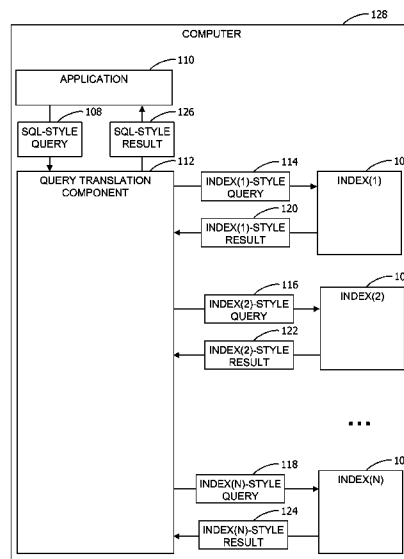 128
COMPUTER
110
APPLICATION
108
126
SQL-STYLE
QUERY
SQL-STYLE
RESULT
112
QUERY TRANSLATION
COMPONENT
114
INDEX(1)-STYLE
QUERY
10
INDEX(1)
120
INDEX(1)-STYLE
RESULT
116
INDEX(2)-STYLE
QUERY
10
INDEX(2)
122
INDEX(2)-STYLE
RESULT
...
118
INDEX(N)-STYLE
QUERY
10
INDEX(N)
124
INDEX(N)-STYLE
RESULT